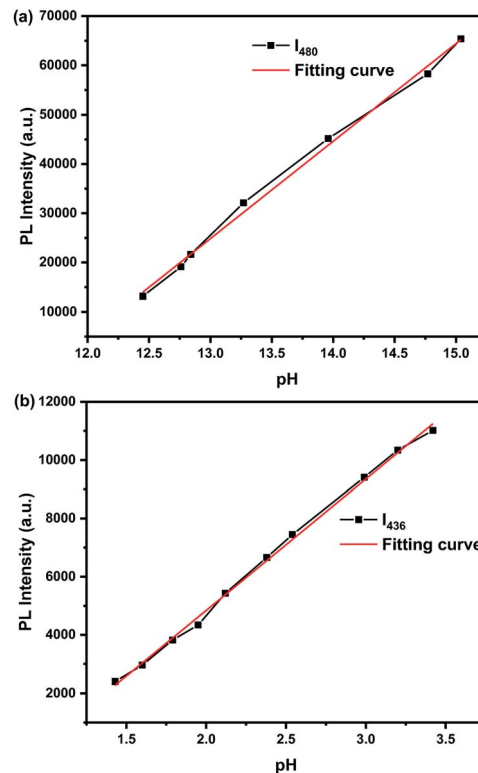 (a)
70000
60000
50000
40000
30000
20000
10000
PL Intensity (a.u.)
I₄₈₀
Fitting curve
12.0 12.5 13.0 13.5 14.0 14.5 15.0
pH
(b)
12000
10000
8000
6000
4000
2000
PL Intensity (a.u.)
I₄₃₆
Fitting curve
1.5 2.0 2.5 3.0 3.5
pH